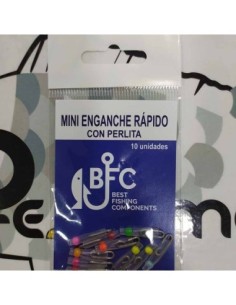 MINI ENGANCHE RÁPIDO
CON PERLITA
10 unidades
BFC
BEST
FISHING
COMPONENTS